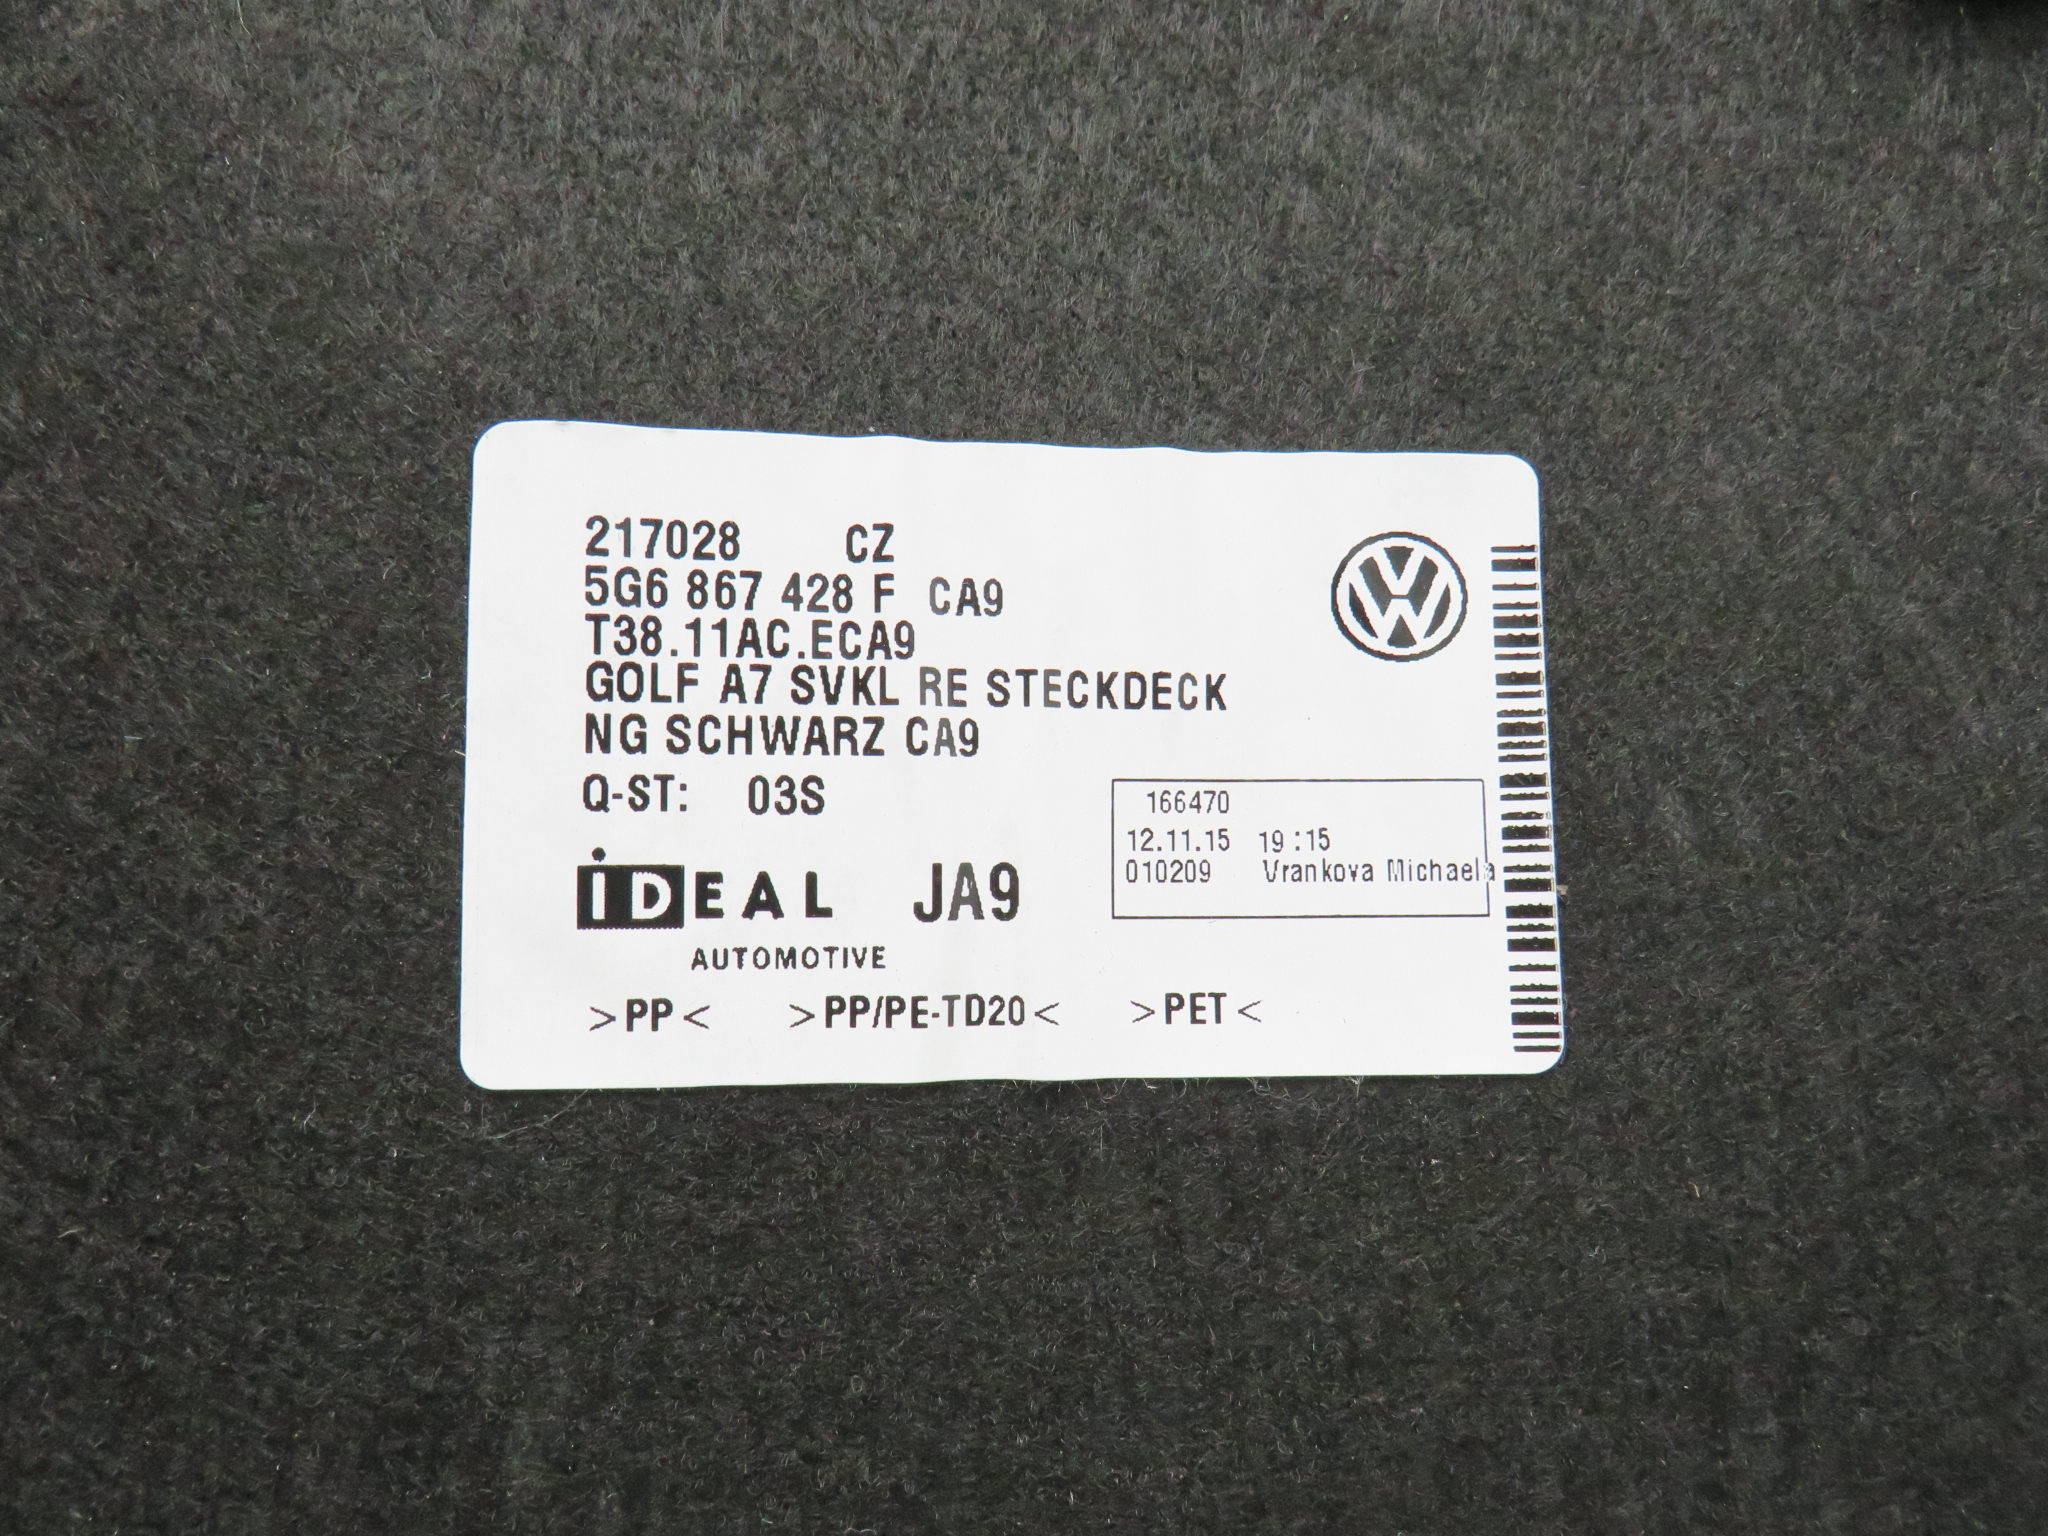 217028 CZ
5G6 867 428 F CA9
T38.11AC.ECA9
GOLF A7 SVKL RE STECKDECK
NG SCHWARZ CA9
Q-ST: 03S
166470
12.11.15 19:15
010209 Vrankova Michaela
iDEAL JA9
AUTOMOTIVE
>PP< >PP/PE-TD20< >PET<